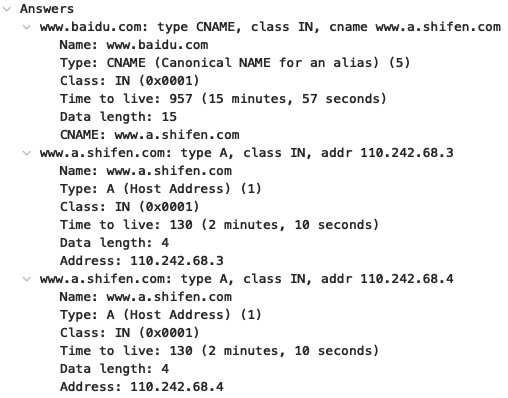 Answers
www.baidu.com: type CNAME, class IN, cname www.a.shifen.com
Name: www.baidu.com
Type: CNAME (Canonical NAME for an alias) (5)
Class: IN (0x0001)
Time to live: 957 (15 minutes, 57 seconds)
Data length: 15
CNAME: www.a.shifen.com
www.a.shifen.com: type A, class IN, addr 110.242.68.3
Name: www.a.shifen.com
Type: A (Host Address) (1)
Class: IN (0x0001)
Time to live: 130 (2 minutes, 10 seconds)
Data length: 4
Address: 110.242.68.3
www.a.shifen.com: type A, class IN, addr 110.242.68.4
Name: www.a.shifen.com
Type: A (Host Address) (1)
Class: IN (0x0001)
Time to live: 130 (2 minutes, 10 seconds)
Data length: 4
Address: 110.242.68.4